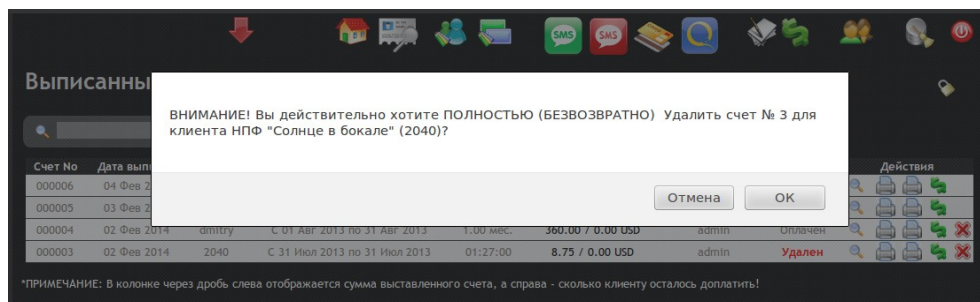 SMS SMS
Выписанны
ВНИМАНИЕ! Вы действительно хотите ПОЛНОСТЬЮ (БЕЗВОЗВРАТНО) Удалить счет № 3 для
клиента НПФ "Солнце в бокале" (2040)?
Отмена ОК
Счет No Дата вып Действия
000006 04 Фев 2
000005 03 Фев 2
000004 02 Фев 2014 dmitry С 01 Авг 2013 по 31 Авг 2013 1.00 мес. 360.00 / 0.00 USD admin Оплачен
000003 02 Фев 2014 2040 С 31 Июл 2013 по 31 Июл 2013 01:27:00 8.75 / 0.00 USD admin Удален
*ПРИМЕЧАНИЕ: В колонке через дробь слева отображается сумма выставленного счета, а справа - сколько клиенту осталось доплатить!